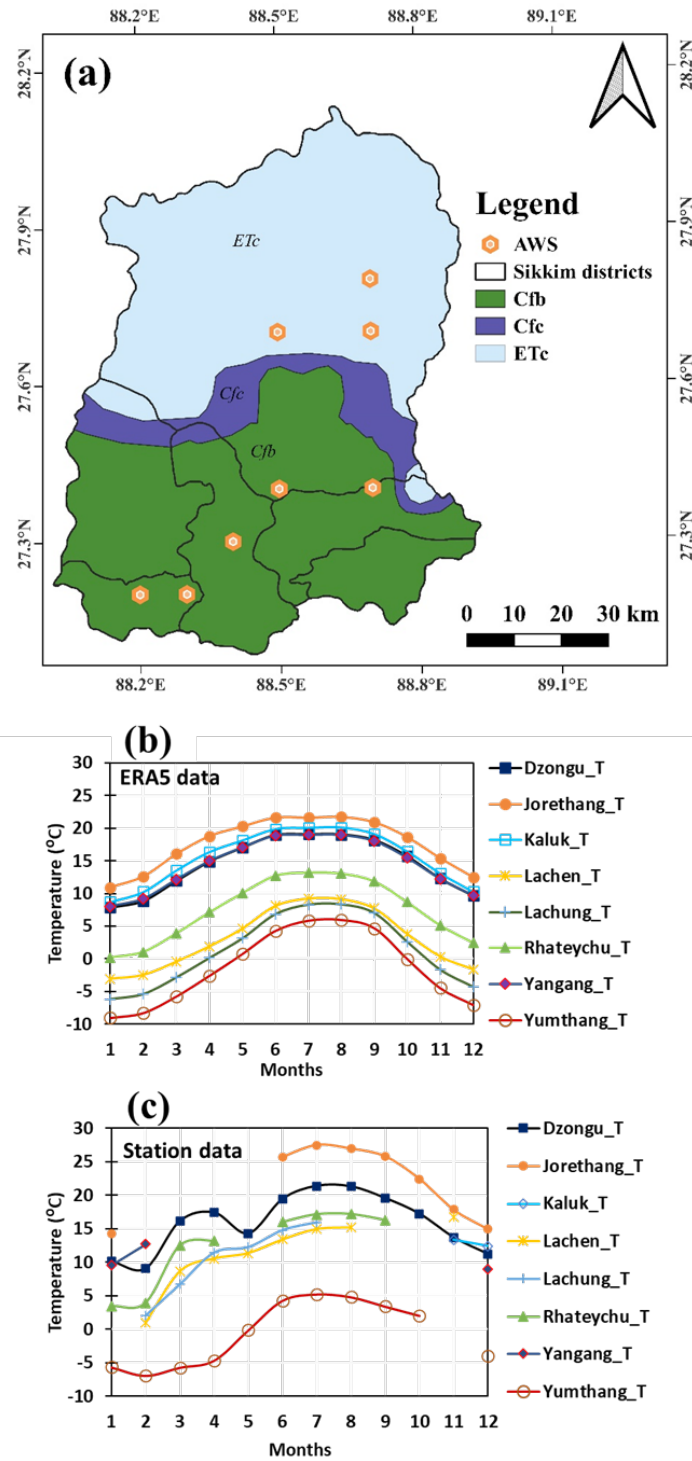 88.2°E 88.5°E 88.8°E 89.1°E
(a)
28.2°N 28.2°N
27.9°N 27.9°N
27.6°N 27.6°N
27.3°N 27.3°N
ETc
Cfc
Cfb
Legend
AWS
Sikkim districts
Cfb
Cfc
ETc
0 10 20 30 km
88.2°E 88.5°E 88.8°E 89.1°E
(b)
ERA5 data
Temperature (°C)
30
25
20
15
10
5
0
-5
-10
1 2 3 4 5 6 7 8 9 10 11 12
Months
Dzongu_T
Jorethang_T
Kaluk_T
Lachen_T
Lachung_T
Rhateychu_T
Yangang_T
Yumthang_T
(c)
Station data
Temperature (°C)
30
25
20
15
10
5
0
-5
-10
1 2 3 4 5 6 7 8 9 10 11 12
Months
Dzongu_T
Jorethang_T
Kaluk_T
Lachen_T
Lachung_T
Rhateychu_T
Yangang_T
Yumthang_T